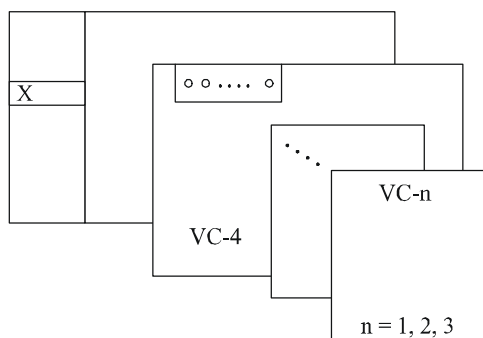 X
VC-4
VC-n
n = 1, 2, 3